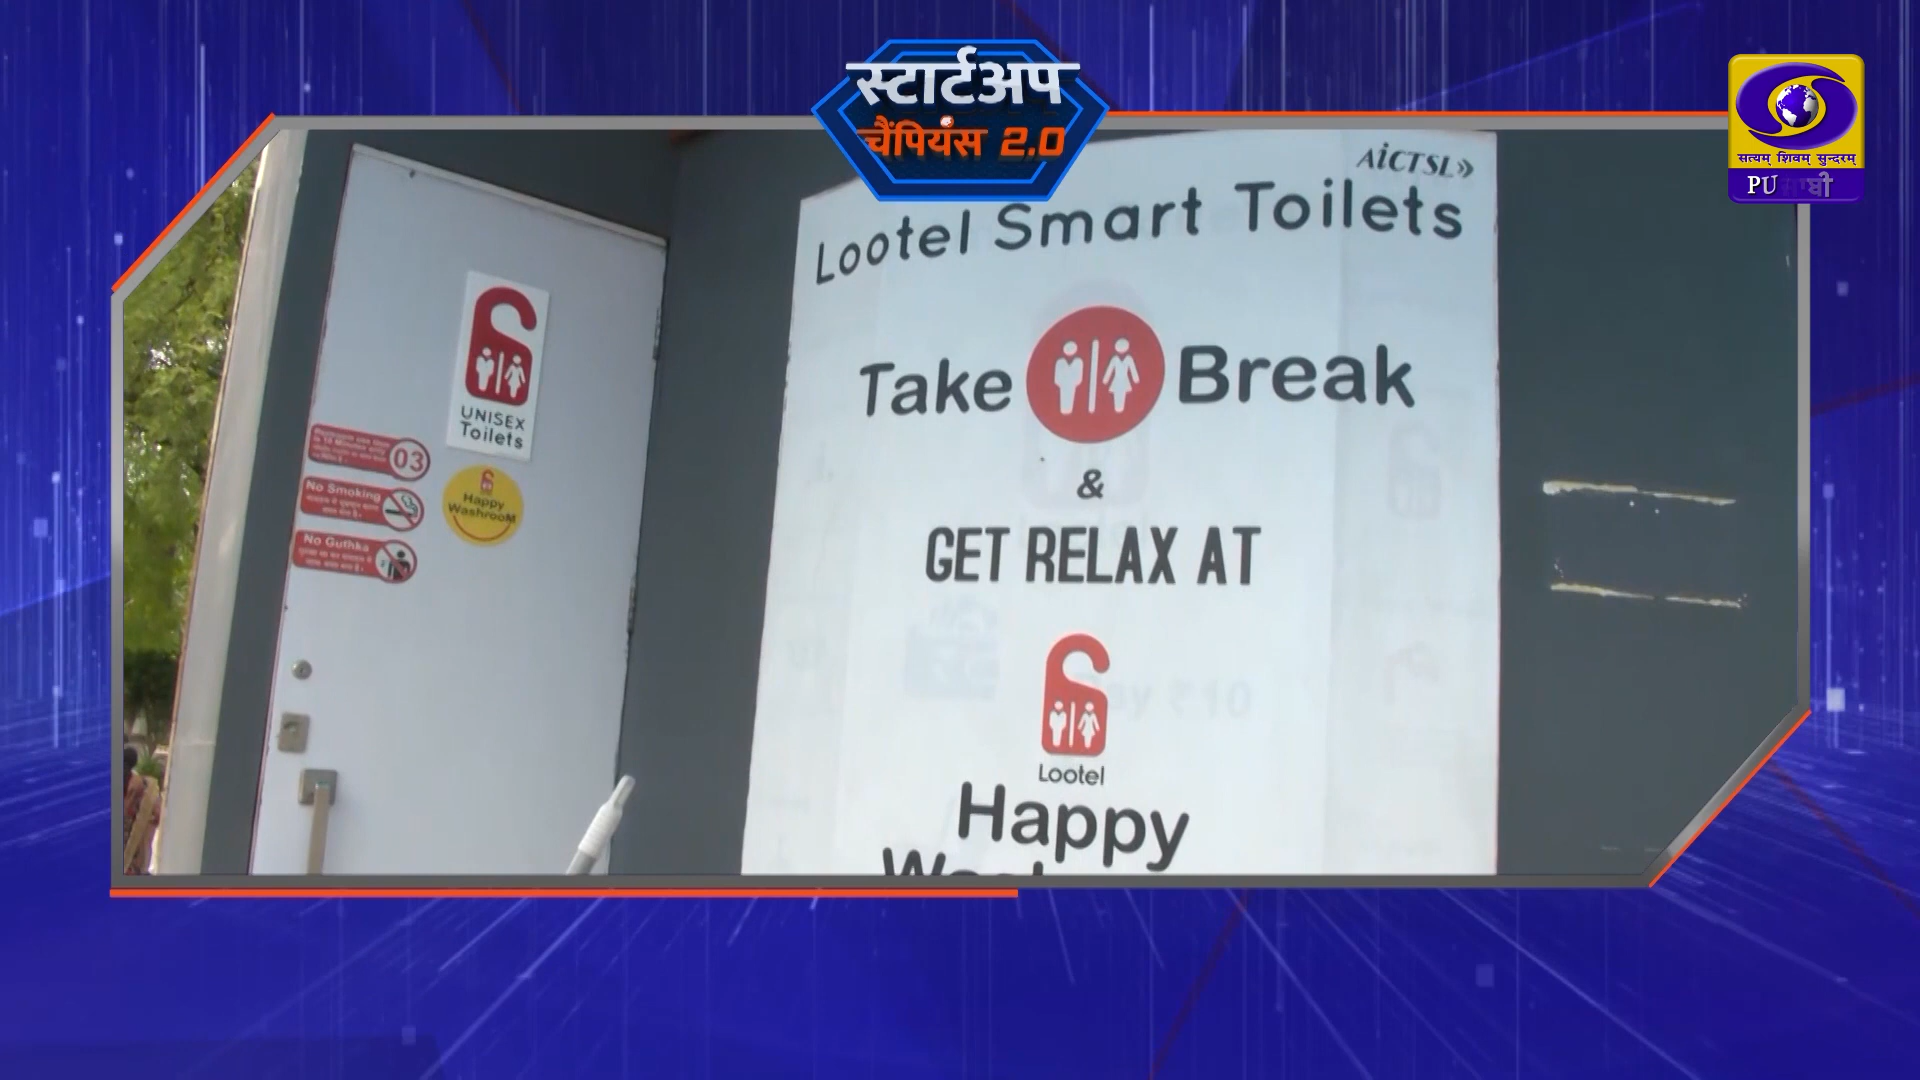 स्टार्टअप
चैंपियंस 2.0
सत्यम् शिवम् सुन्दरम्
PU
AiCTSL»
Lootel Smart Toilets
Take Break
&
GET RELAX AT
Lootel
Happy
UNISEX
Toilets
03
No Smoking
Happy
WashrooM
No Guthka